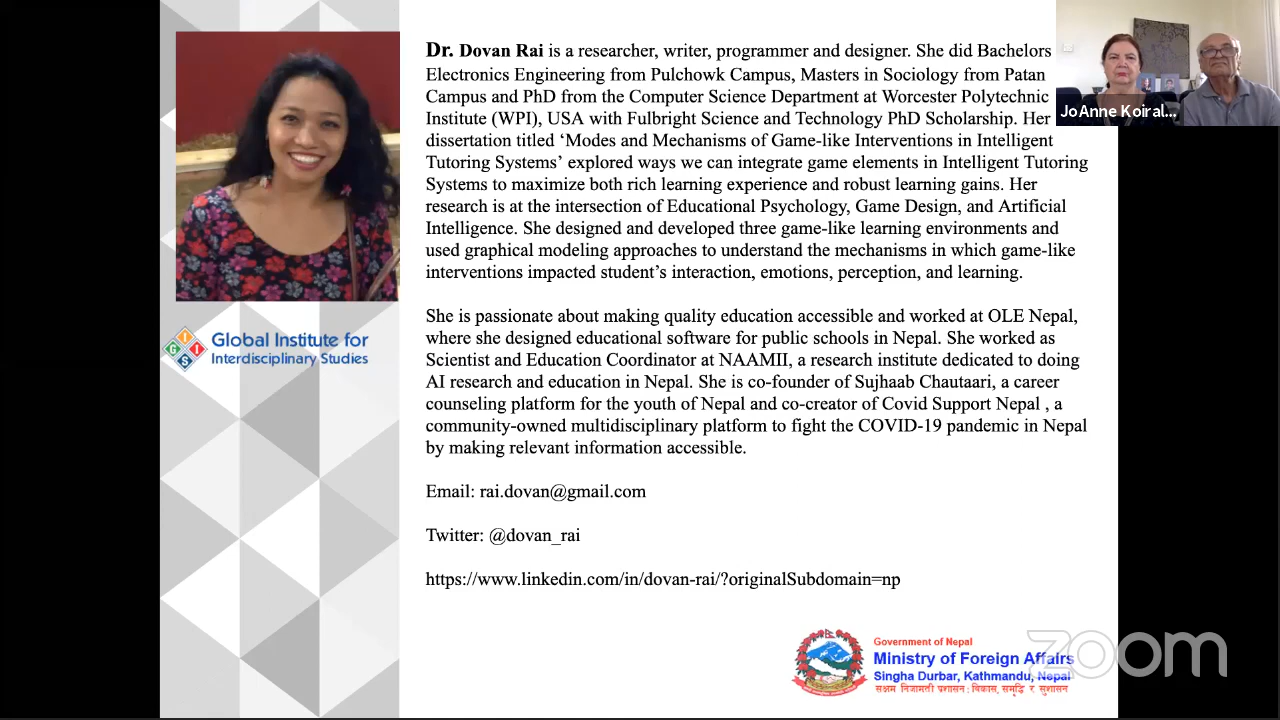 Dr. Dovan Rai is a researcher, writer, programmer and designer. She did Bachelors
Electronics Engineering from Pulchowk Campus, Masters in Sociology from Patan
Campus and PhD from the Computer Science Department at Worcester Polytechnic
Institute (WPI), USA with Fulbright Science and Technology PhD Scholarship. Her
dissertation titled ‘Modes and Mechanisms of Game-like Interventions in Intelligent
Tutoring Systems’ explored ways we can integrate game elements in Intelligent Tutoring
Systems to maximize both rich learning experience and robust learning gains. Her
research is at the intersection of Educational Psychology, Game Design, and Artificial
Intelligence. She designed and developed three game-like learning environments and
used graphical modeling approaches to understand the mechanisms in which game-like
interventions impacted student’s interaction, emotions, perception, and learning.
She is passionate about making quality education accessible and worked at OLE Nepal,
where she designed educational software for public schools in Nepal. She worked as
Scientist and Education Coordinator at NAAMII, a research institute dedicated to doing
AI research and education in Nepal. She is co-founder of Sujhaab Chautaari, a career
counseling platform for the youth of Nepal and co-creator of Covid Support Nepal , a
community-owned multidisciplinary platform to fight the COVID-19 pandemic in Nepal
by making relevant information accessible.
Email: rai.dovan@gmail.com
Twitter: @dovan_rai
https://www.linkedin.com/in/dovan-rai/?originalSubdomain=np
JoAnne Koiral...
G I S I
Global Institute for
Interdisciplinary Studies
Government of Nepal
Ministry of Foreign Affairs
Singha Durbar, Kathmandu, Nepal
सक्षम निजामती प्रशासन: विकास, समृद्धि र सुशासन
zoom